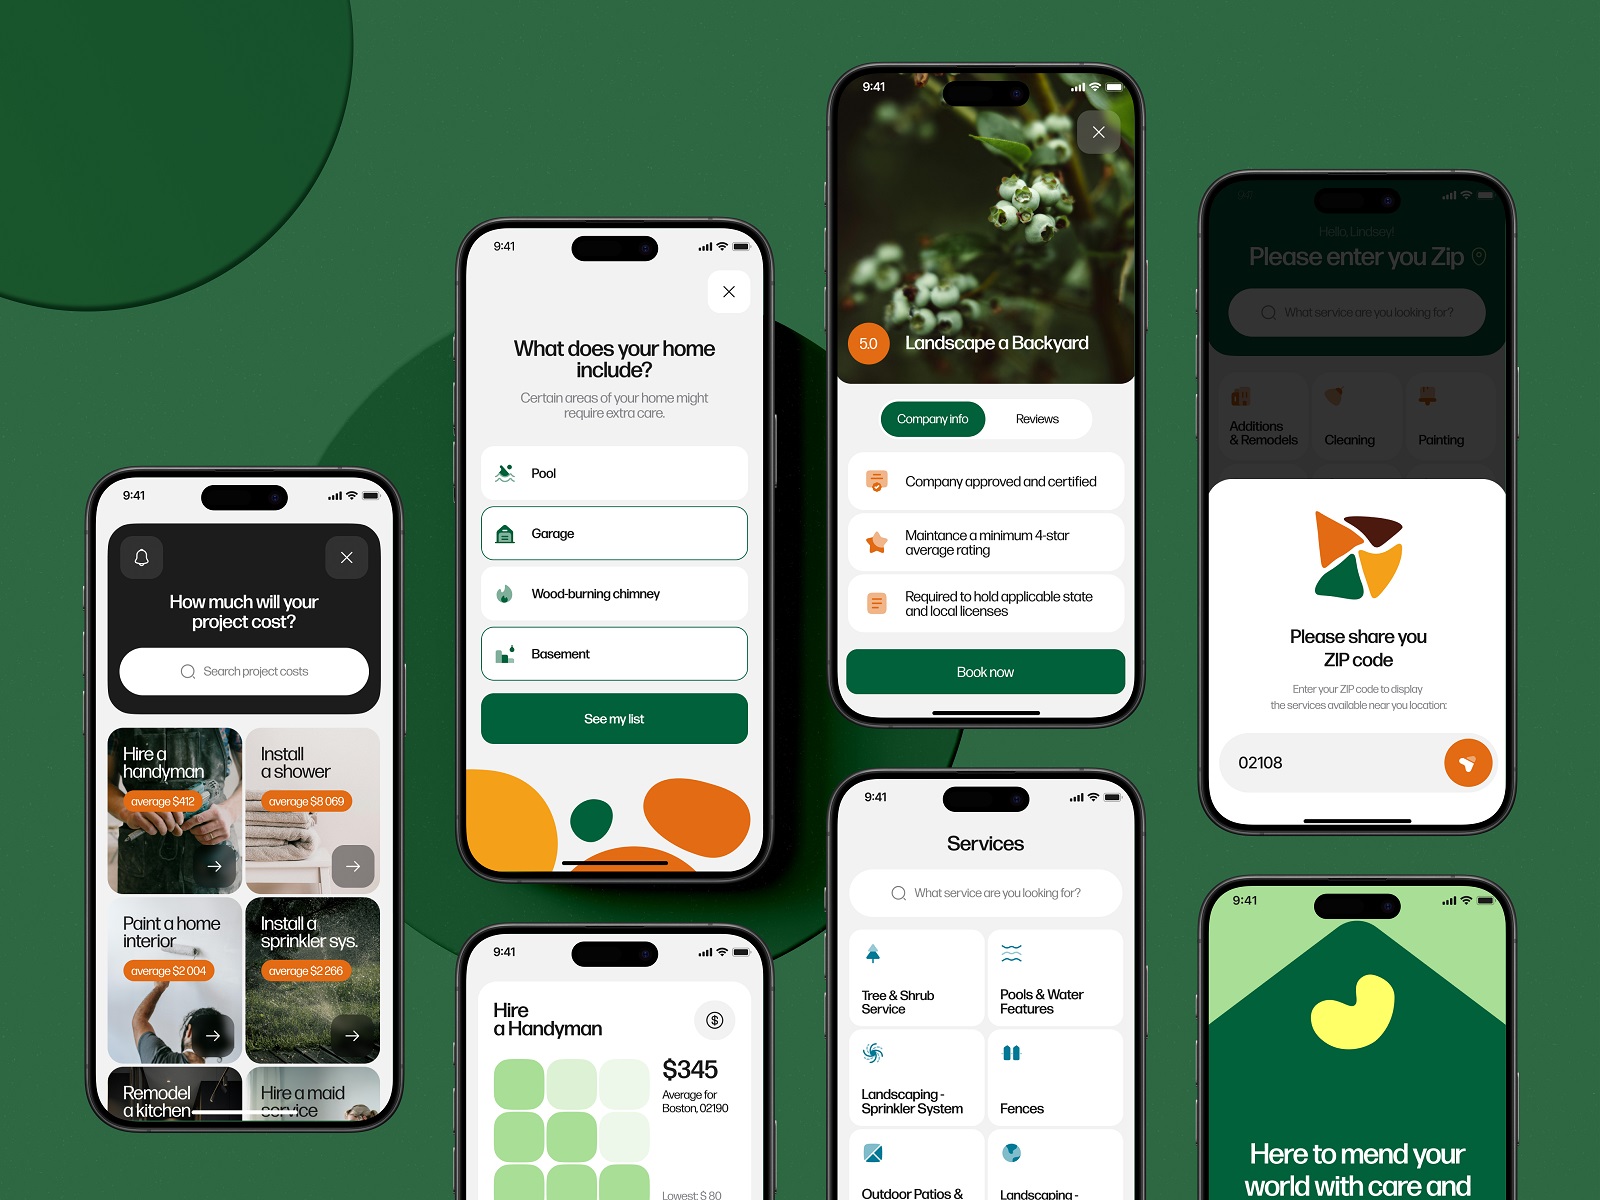 9:41
How much will your
project cost?
Search project costs
Hire a
handyman
average $412
Install
a shower
average $8 069
Paint a home
interior
average $2 004
Install a
sprinkler sys.
average $2 266
Remodel
a kitchen
Hire a maid
service
9:41
What does your home
include?
Certain areas of your home might
require extra care.
Pool
Garage
Wood-burning chimney
Basement
See my list
9:41
Hire
a Handyman
$345
Average for
Boston, 02190
Lowest: $ 80
9:41
5.0
Landscape a Backyard
Company info
Reviews
Company approved and certified
Maintance a minimum 4-star
average rating
Required to hold applicable state
and local licenses
Book now
9:41
Services
What service are you looking for?
Tree & Shrub
Service
Pools & Water
Features
Landscaping -
Sprinkler System
Fences
Outdoor Patios &
Landscaping -
Hello, Lindsey!
Please enter you Zip
What service are you looking for?
Additions
& Remodels
Cleaning
Painting
Please share you
ZIP code
Enter your ZIP code to display
the services available near you location:
02108
9:41
Here to mend your
world with care and